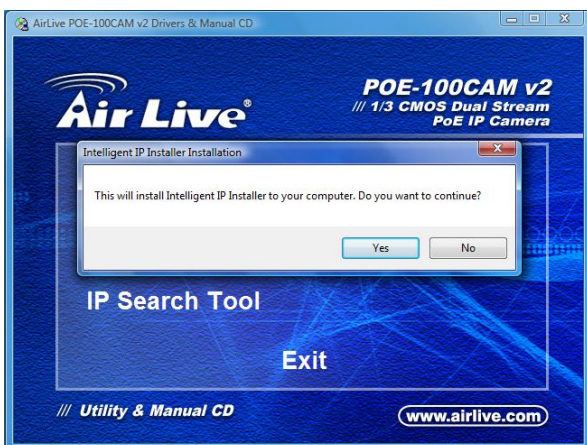 AirLive POE-100CAM v2 Drivers & Manual CD
Air Live®
POE-100CAM v2
/// 1/3 CMOS Dual Stream
PoE IP Camera
Intelligent IP Installer Installation
This will install Intelligent IP Installer to your computer. Do you want to continue?
Yes No
IP Search Tool
Exit
/// Utility & Manual CD
www.airlive.com